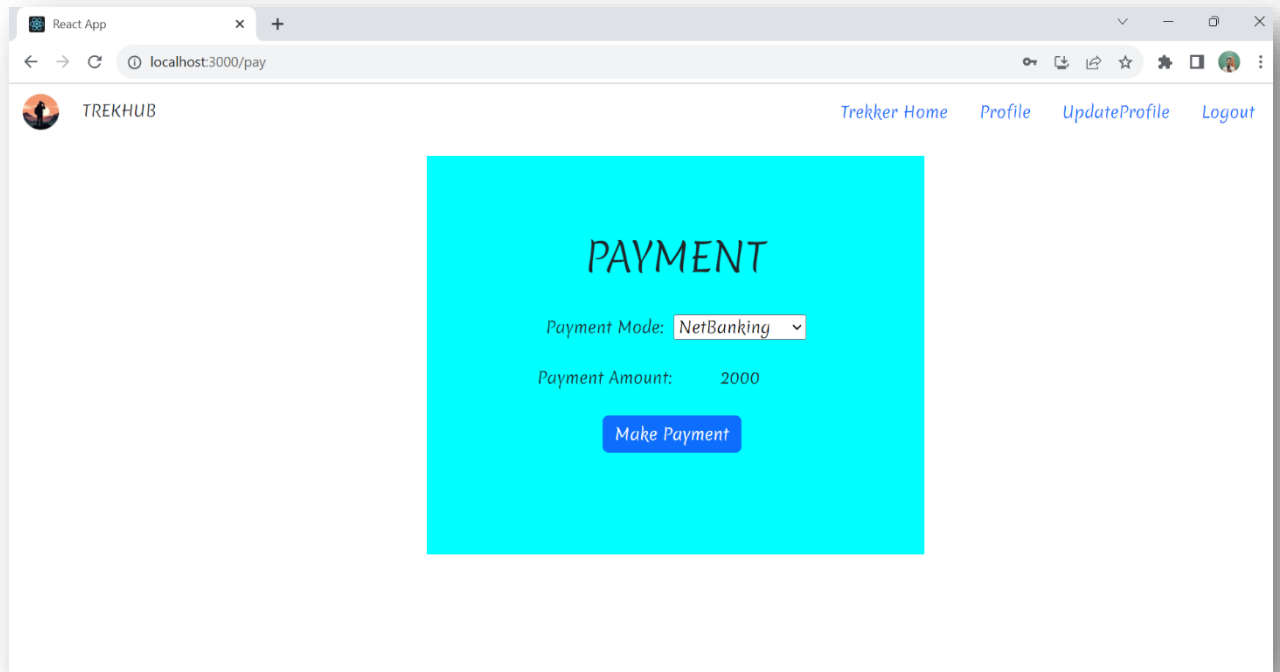 React App
localhost:3000/pay
TREKHUB
Trekker Home Profile UpdateProfile Logout
PAYMENT
Payment Mode: NetBanking
Payment Amount: 2000
Make Payment